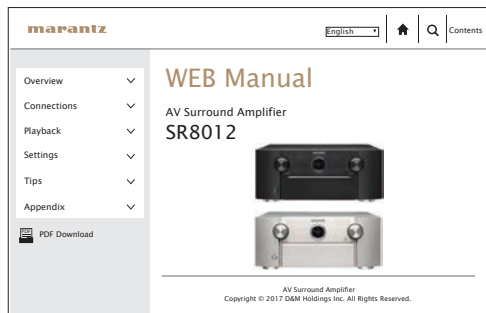 marantz
English
Contents
Overview
Connections
Playback
Settings
Tips
Appendix
PDF
PDF Download
WEB Manual
AV Surround Amplifier
SR8012
AV Surround Amplifier
Copyright © 2017 D&M Holdings Inc. All Rights Reserved.